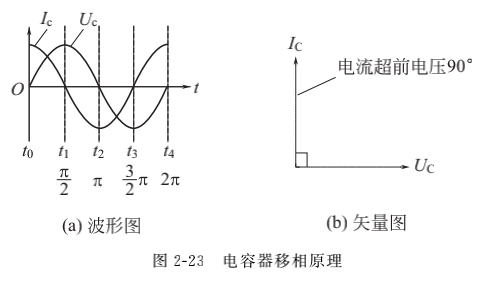 Ic Uc
O t
t0 t1 t2 t3 t4
π/2 π 3/2π 2π
(a) 波形图
IC
电流超前电压90°
UC
(b) 矢量图
图 2-23 电容器移相原理